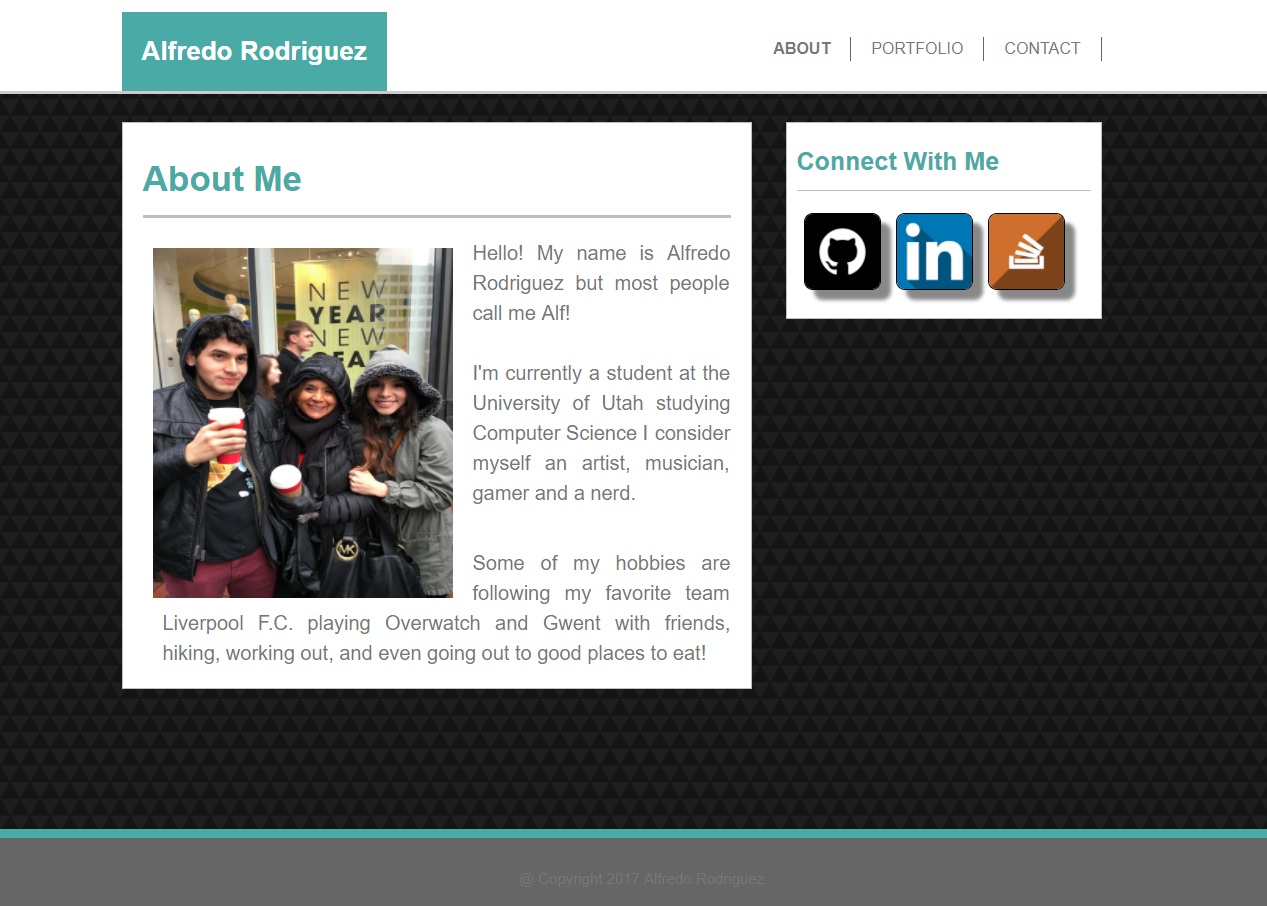 Alfredo Rodriguez
ABOUT
PORTFOLIO
CONTACT
About Me
Hello! My name is Alfredo
Rodriguez but most people
call me Alf!
I'm currently a student at the
University of Utah studying
Computer Science I consider
myself an artist, musician,
gamer and a nerd.
Some of my hobbies are
following my favorite team
Liverpool F.C. playing Overwatch and Gwent with friends,
hiking, working out, and even going out to good places to eat!
NEW
YEAR
NEW
YEAR
MK
Connect With Me
in
@ Copyright 2017 Alfredo Rodriguez